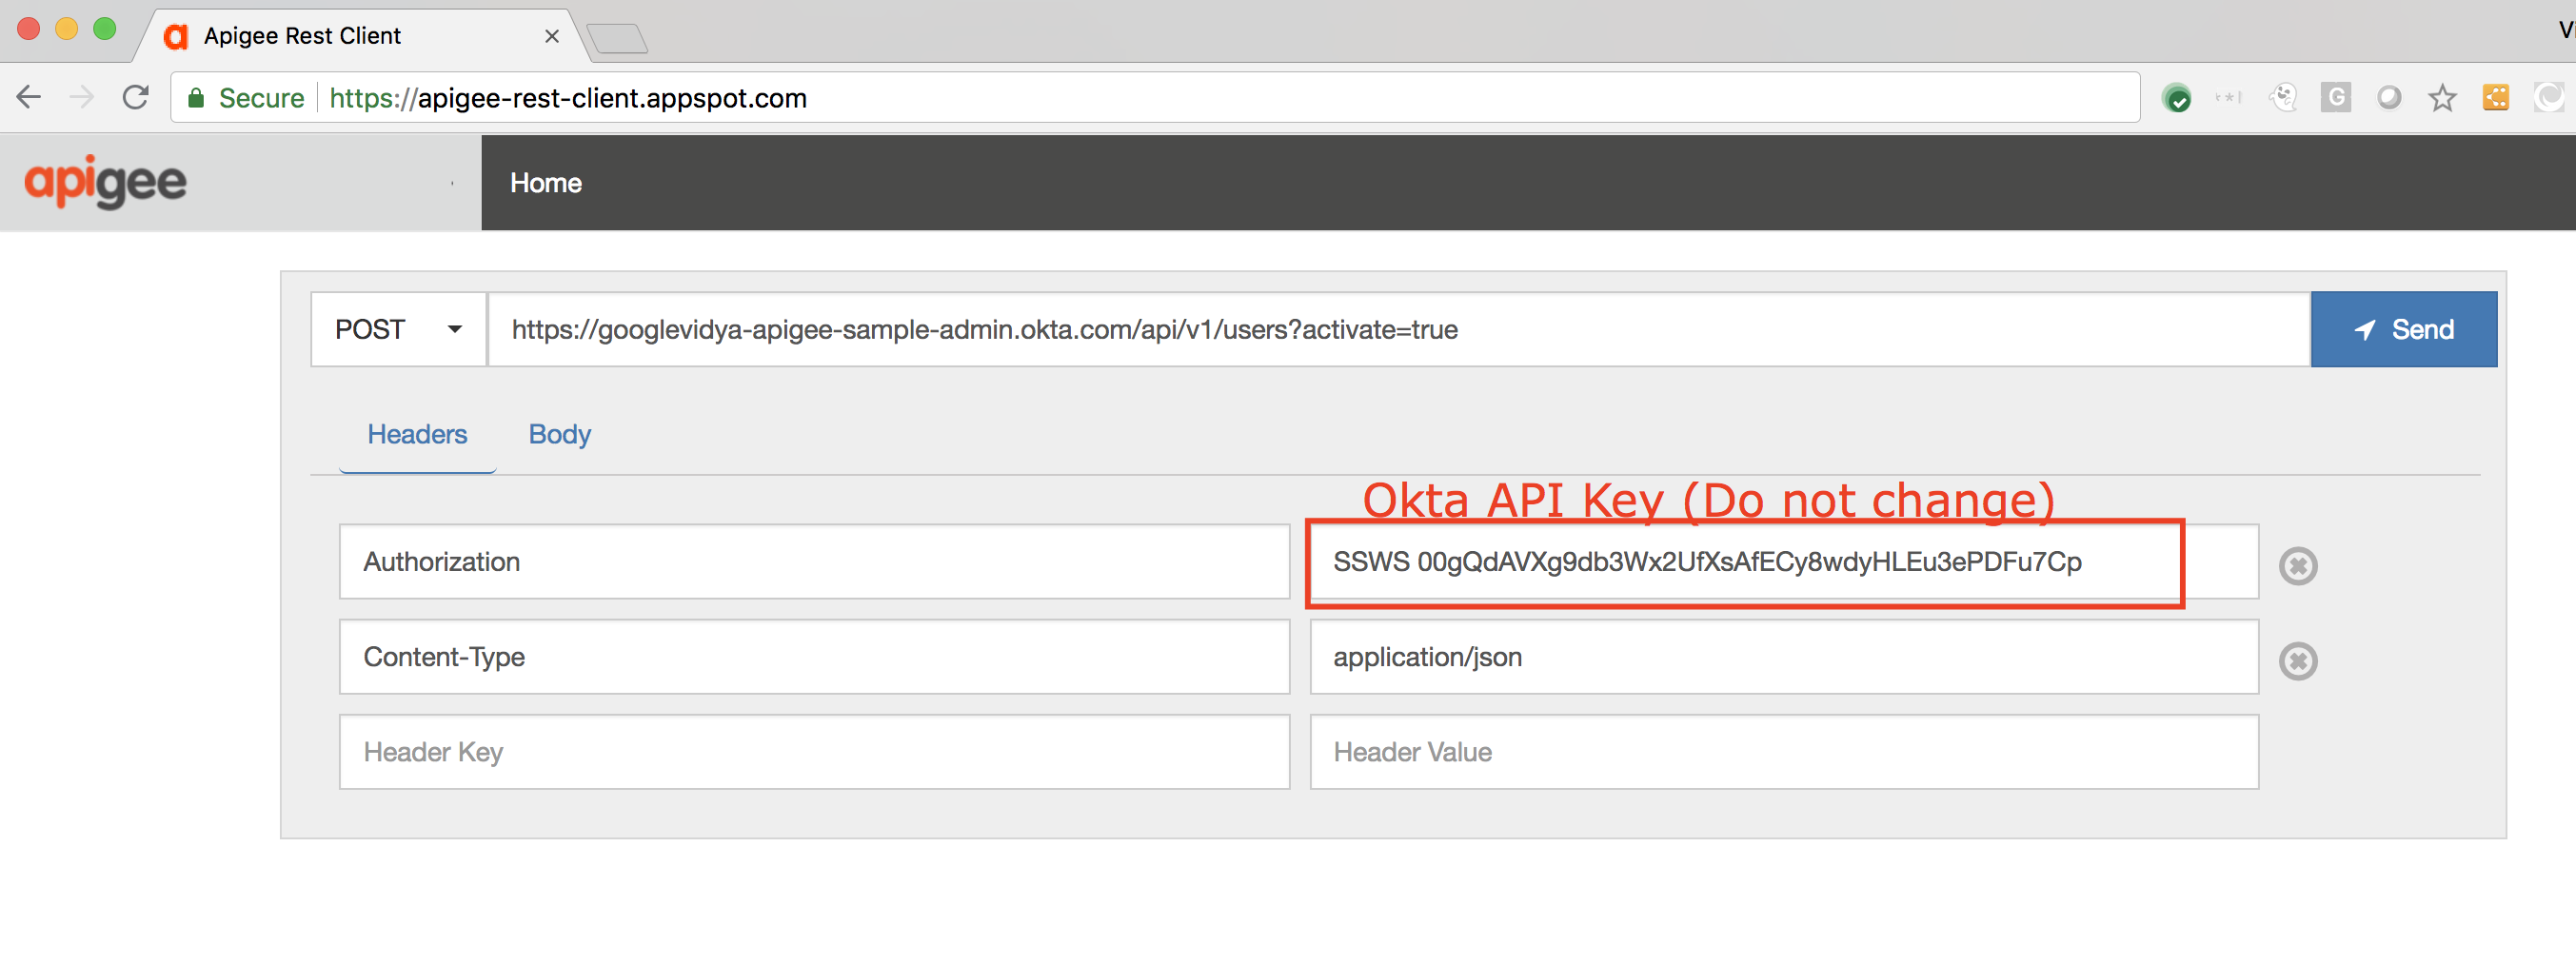 Apigee Rest Client
Secure https://apigee-rest-client.appspot.com
apigee
Home
POST https://googlevidya-apigee-sample-admin.okta.com/api/v1/users?activate=true Send
Headers Body
Okta API Key (Do not change)
Authorization SSWS 00gQdAVXg9db3Wx2UfXsAfECy8wdyHLEu3ePDFu7Cp
Content-Type application/json
Header Key Header Value